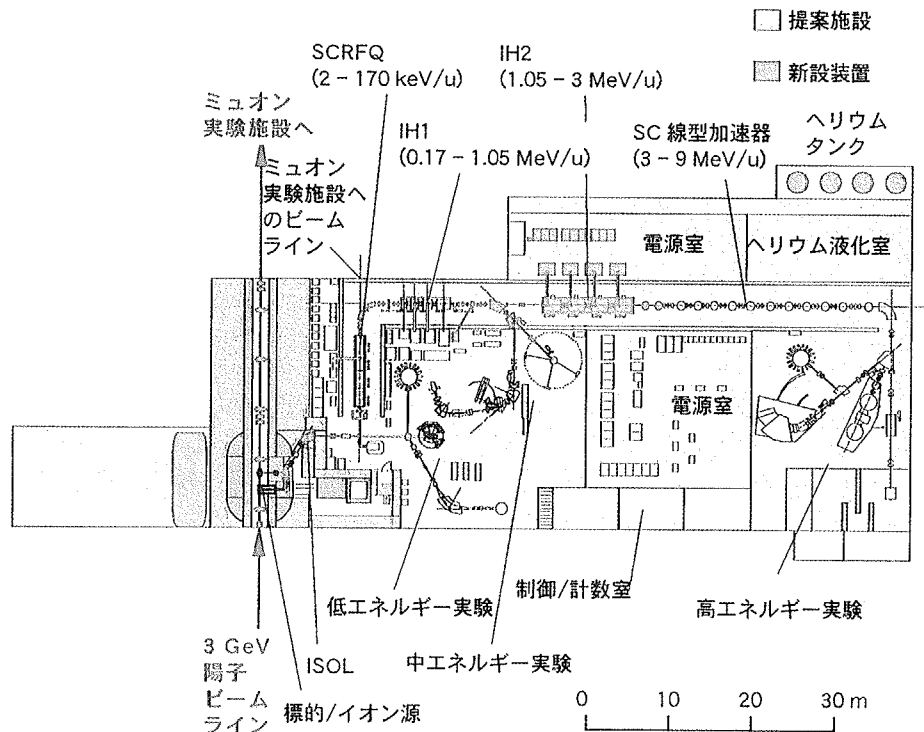 提案施設
新設装置
SCRFQ
(2 – 170 keV/u)
IH2
(1.05 – 3 MeV/u)
ミュオン
実験施設へ
IH1
(0.17 – 1.05 MeV/u)
SC 線型加速器
(3 – 9 MeV/u)
ヘリウム
タンク
ミュオン
実験施設へ
のビーム
ライン
電源室
ヘリウム液化室
電源室
低エネルギー実験
制御/計数室
高エネルギー実験
中エネルギー実験
3 GeV
陽子
ビーム
ライン
ISOL
標的/イオン源
0
10
20
30 m